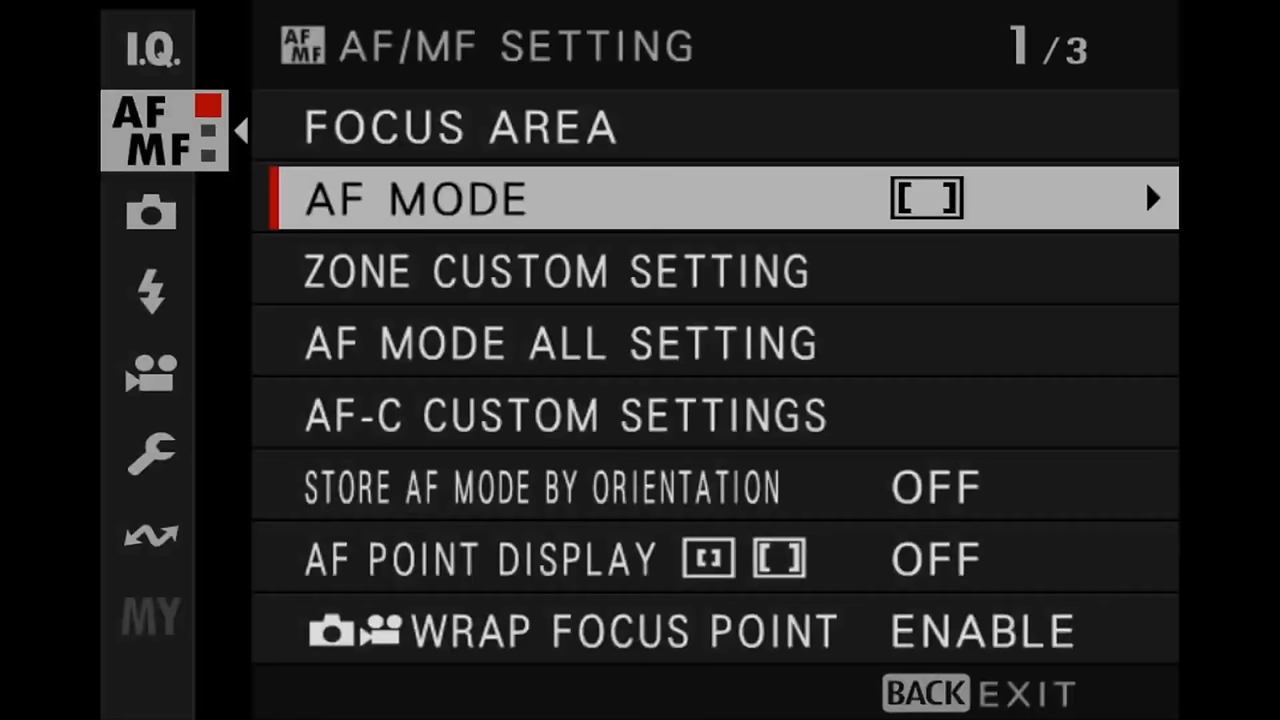 I.Q.
AF MF AF/MF SETTING 1/3
AF
MF
FOCUS AREA
AF MODE [ ]
ZONE CUSTOM SETTING
AF MODE ALL SETTING
AF-C CUSTOM SETTINGS
STORE AF MODE BY ORIENTATION OFF
AF POINT DISPLAY [ ] [ ] OFF
WRAP FOCUS POINT ENABLE
MY
BACK EXIT